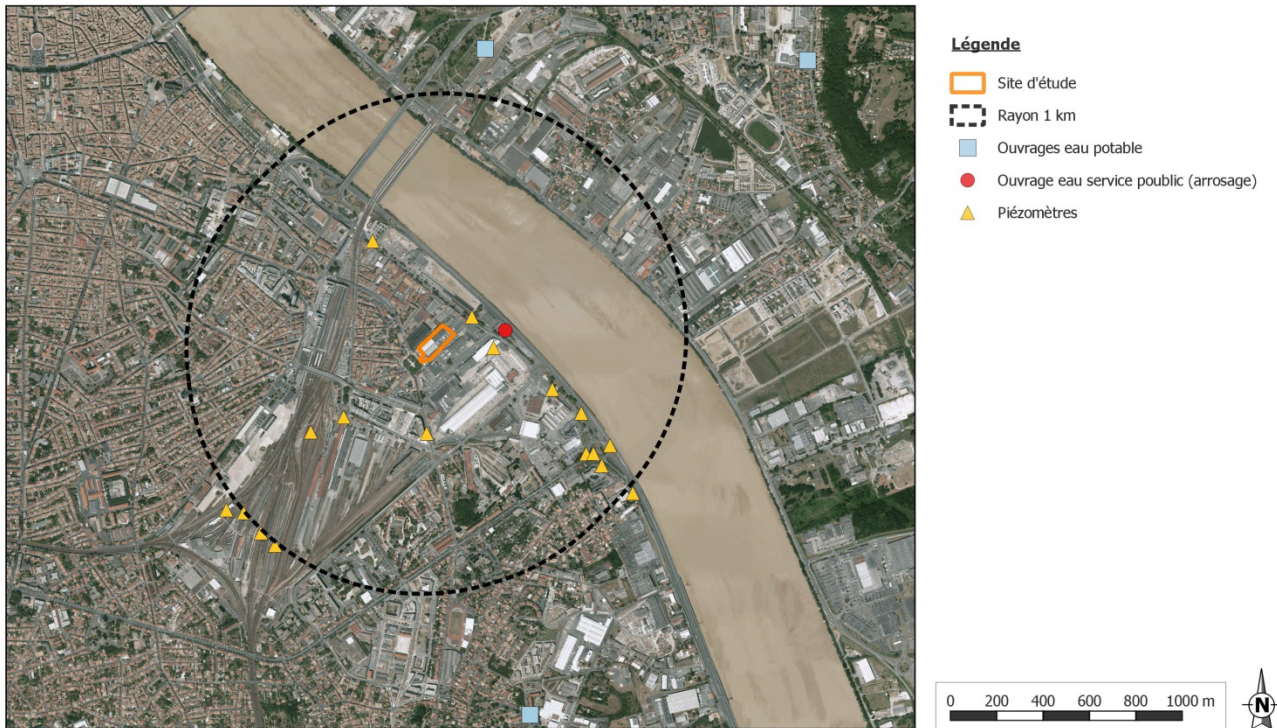 Légende
Site d'étude
Rayon 1 km
Ouvrages eau potable
Ouvrage eau service poublic (arrosage)
Piézomètres
0 200 400 600 800 1000 m
N